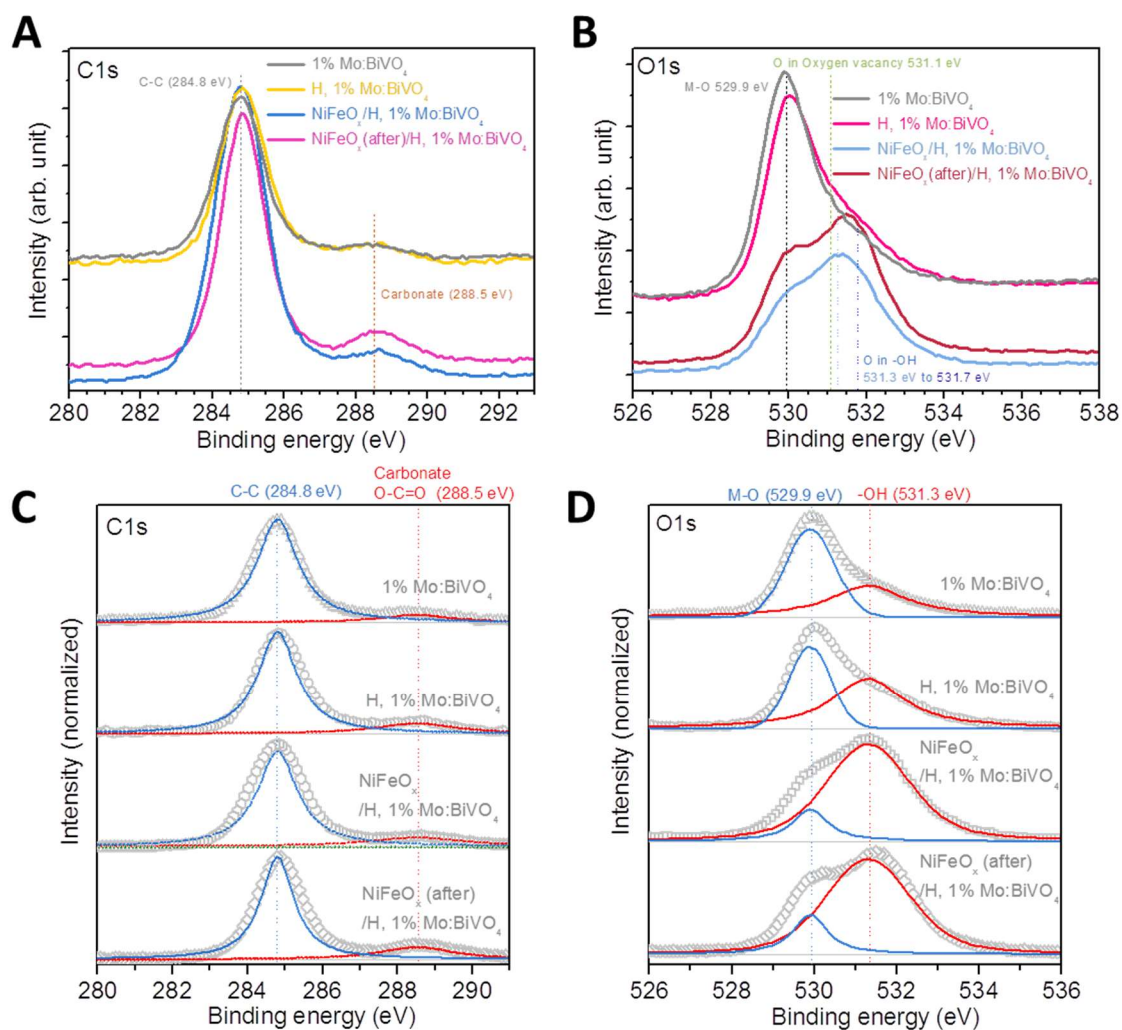 A
C1s
C-C (284.8 eV)
1% Mo:BiVO₄
H, 1% Mo:BiVO₄
NiFeOₓ/H, 1% Mo:BiVO₄
NiFeOₓ(after)/H, 1% Mo:BiVO₄
Carbonate (288.5 eV)
Intensity (arb. unit)
280 282 284 286 288 290 292
Binding energy (eV)
B
O1s
O in Oxygen vacancy 531.1 eV
M-O 529.9 eV
1% Mo:BiVO₄
H, 1% Mo:BiVO₄
NiFeOₓ/H, 1% Mo:BiVO₄
NiFeOₓ(after)/H, 1% Mo:BiVO₄
O in -OH
531.3 eV to 531.7 eV
Intensity (arb. unit)
526 528 530 532 534 536 538
Binding energy (eV)
C
C1s
C-C (284.8 eV)
Carbonate
O-C=O (288.5 eV)
1% Mo:BiVO₄
H, 1% Mo:BiVO₄
NiFeOₓ
/H, 1% Mo:BiVO₄
NiFeOₓ (after)
/H, 1% Mo:BiVO₄
Intensity (normalized)
280 282 284 286 288 290
Binding energy (eV)
D
O1s
M-O (529.9 eV)
-OH (531.3 eV)
1% Mo:BiVO₄
H, 1% Mo:BiVO₄
NiFeOₓ
/H, 1% Mo:BiVO₄
NiFeOₓ (after)
/H, 1% Mo:BiVO₄
Intensity (normalized)
526 528 530 532 534 536
Binding energy (eV)